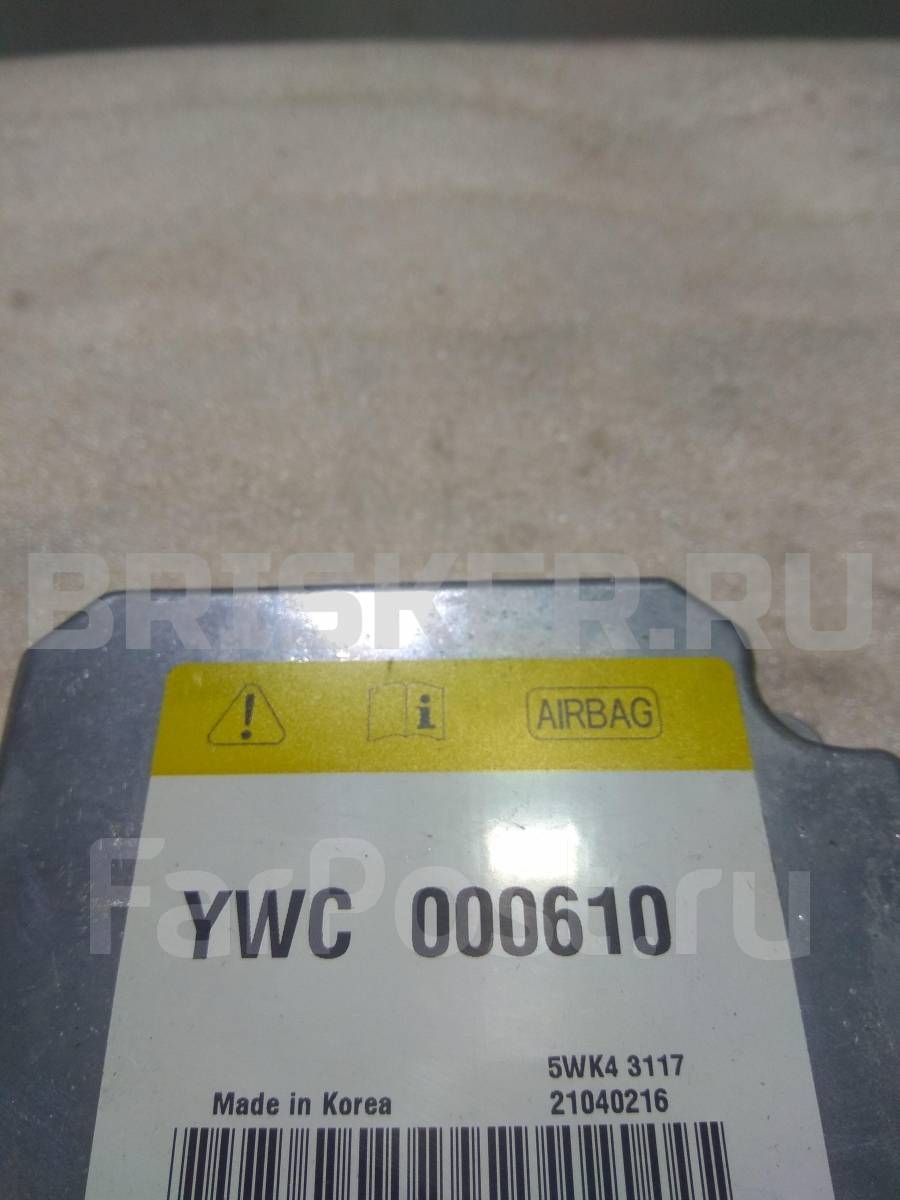 BRISKER.RU
! i AIRBAG
FarPost.ru
YWC 000610
5WK4 3117
Made in Korea 21040216